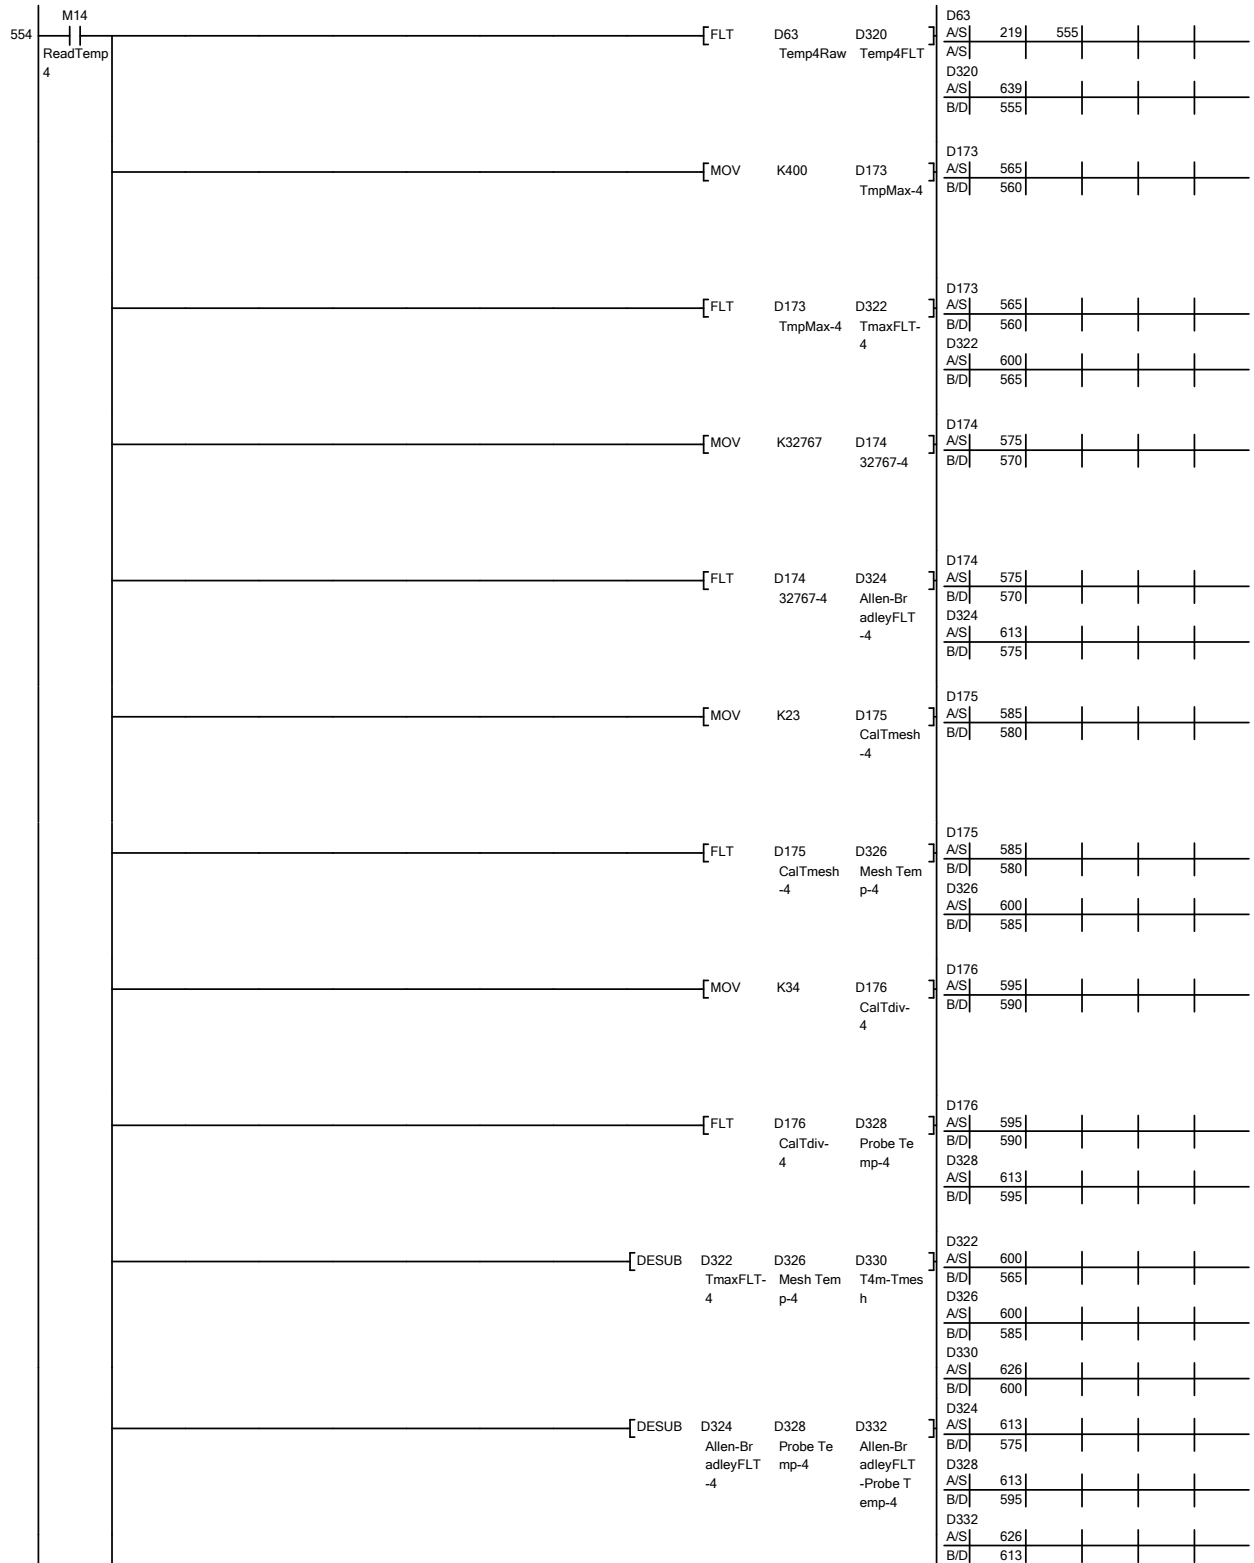 M14
554
ReadTemp
4
FLT D63 D320
Temp4Raw Temp4FLT
D63
A/S 219 555
A/S
D320
A/S 639
B/D 555
MOV K400 D173
TmpMax-4
D173
A/S 565
B/D 560
FLT D173 D322
TmpMax-4 TmaxFLT-
4
D173
A/S 565
B/D 560
D322
A/S 600
B/D 565
MOV K32767 D174
32767-4
D174
A/S 575
B/D 570
FLT D174 D324
32767-4 Allen-Br
adleyFLT
-4
D174
A/S 575
B/D 570
D324
A/S 613
B/D 575
MOV K23 D175
CalTmesh
-4
D175
A/S 585
B/D 580
FLT D175 D326
CalTmesh Mesh Tem
-4 p-4
D175
A/S 585
B/D 580
D326
A/S 600
B/D 585
MOV K34 D176
CalTdiv-
4
D176
A/S 595
B/D 590
FLT D176 D328
CalTdiv- Probe Te
4 mp-4
D176
A/S 595
B/D 590
D328
A/S 613
B/D 595
DESUB D322 D326 D330
TmaxFLT- Mesh Tem T4m-Tmes
4 p-4 h
D322
A/S 600
B/D 565
D326
A/S 600
B/D 585
D330
A/S 626
B/D 600
DESUB D324 D328 D332
Allen-Br Probe Te Allen-Br
adleyFLT mp-4 adleyFLT
-4 -Probe T
emp-4
D324
A/S 613
B/D 575
D328
A/S 613
B/D 595
D332
A/S 626
B/D 613